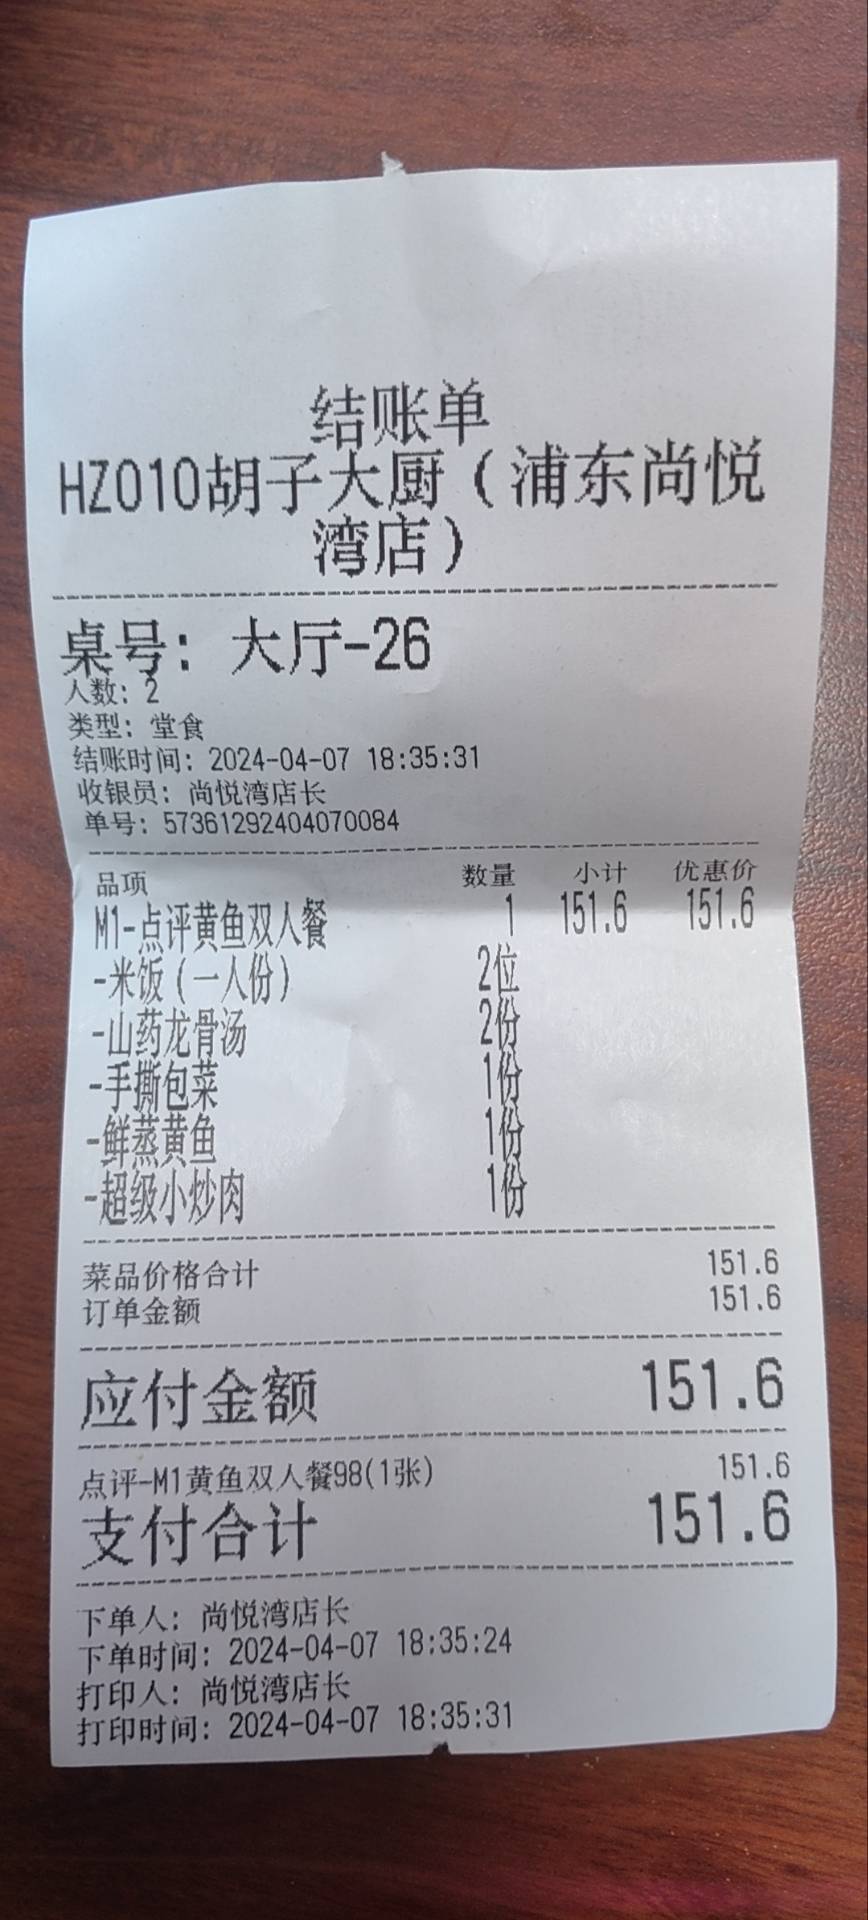 结账单
HZ010胡子大厨（浦东尚悦
湾店）
桌号：大厅-26
人数：2
类型：堂食
结账时间：2024-04-07 18:35:31
收银员：尚悦湾店长
单号：57361292404070084
品项 数量 小计 优惠价
M1-点评黄鱼双人餐 1 151.6 151.6
-米饭（一人份） 2位
-山药龙骨汤 2份
-手撕包菜 1份
-鲜蒸黄鱼 1份
-超级小炒肉 1份
菜品价格合计 151.6
订单金额 151.6
应付金额 151.6
点评-M1黄鱼双人餐98(1张) 151.6
支付合计 151.6
下单人：尚悦湾店长
下单时间：2024-04-07 18:35:24
打印人：尚悦湾店长
打印时间：2024-04-07 18:35:31